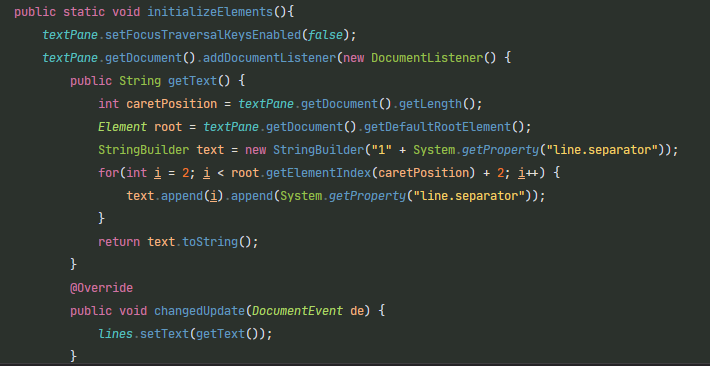 public static void initializeElements(){
    textPane.setFocusTraversalKeysEnabled(false);
    textPane.getDocument().addDocumentListener(new DocumentListener() {
        public String getText() {
            int caretPosition = textPane.getDocument().getLength();
            Element root = textPane.getDocument().getDefaultRootElement();
            StringBuilder text = new StringBuilder("1" + System.getProperty("line.separator"));
            for(int i = 2; i < root.getElementIndex(caretPosition) + 2; i++) {
                text.append(i).append(System.getProperty("line.separator"));
            }
            return text.toString();
        }
        @Override
        public void changedUpdate(DocumentEvent de) {
            lines.setText(getText());
        }